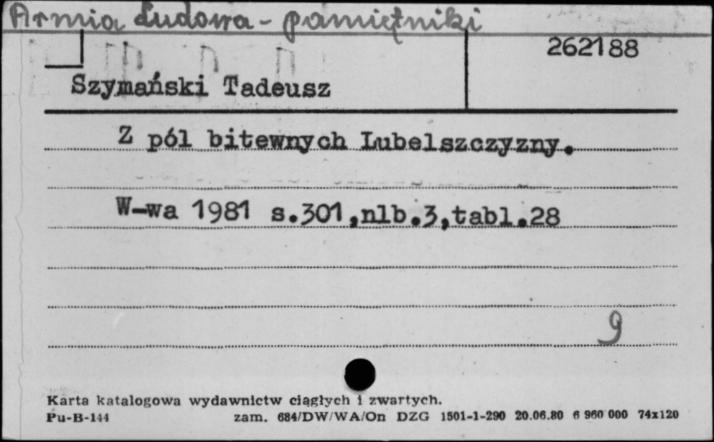 Armia Ludowa - pamiętniki
262188
Szymański Tadeusz
Z pól bitewnych Lubelszczyzny.
W-wa 1981 s.301,nlb.3,tabl.28
9
Karta katalogowa wydawnictw ciągłych i zwartych.
Pu-B-144 zam. 684/DW/WA/On DZG 1501-1-290 20.06.80 6 960 000 74x120